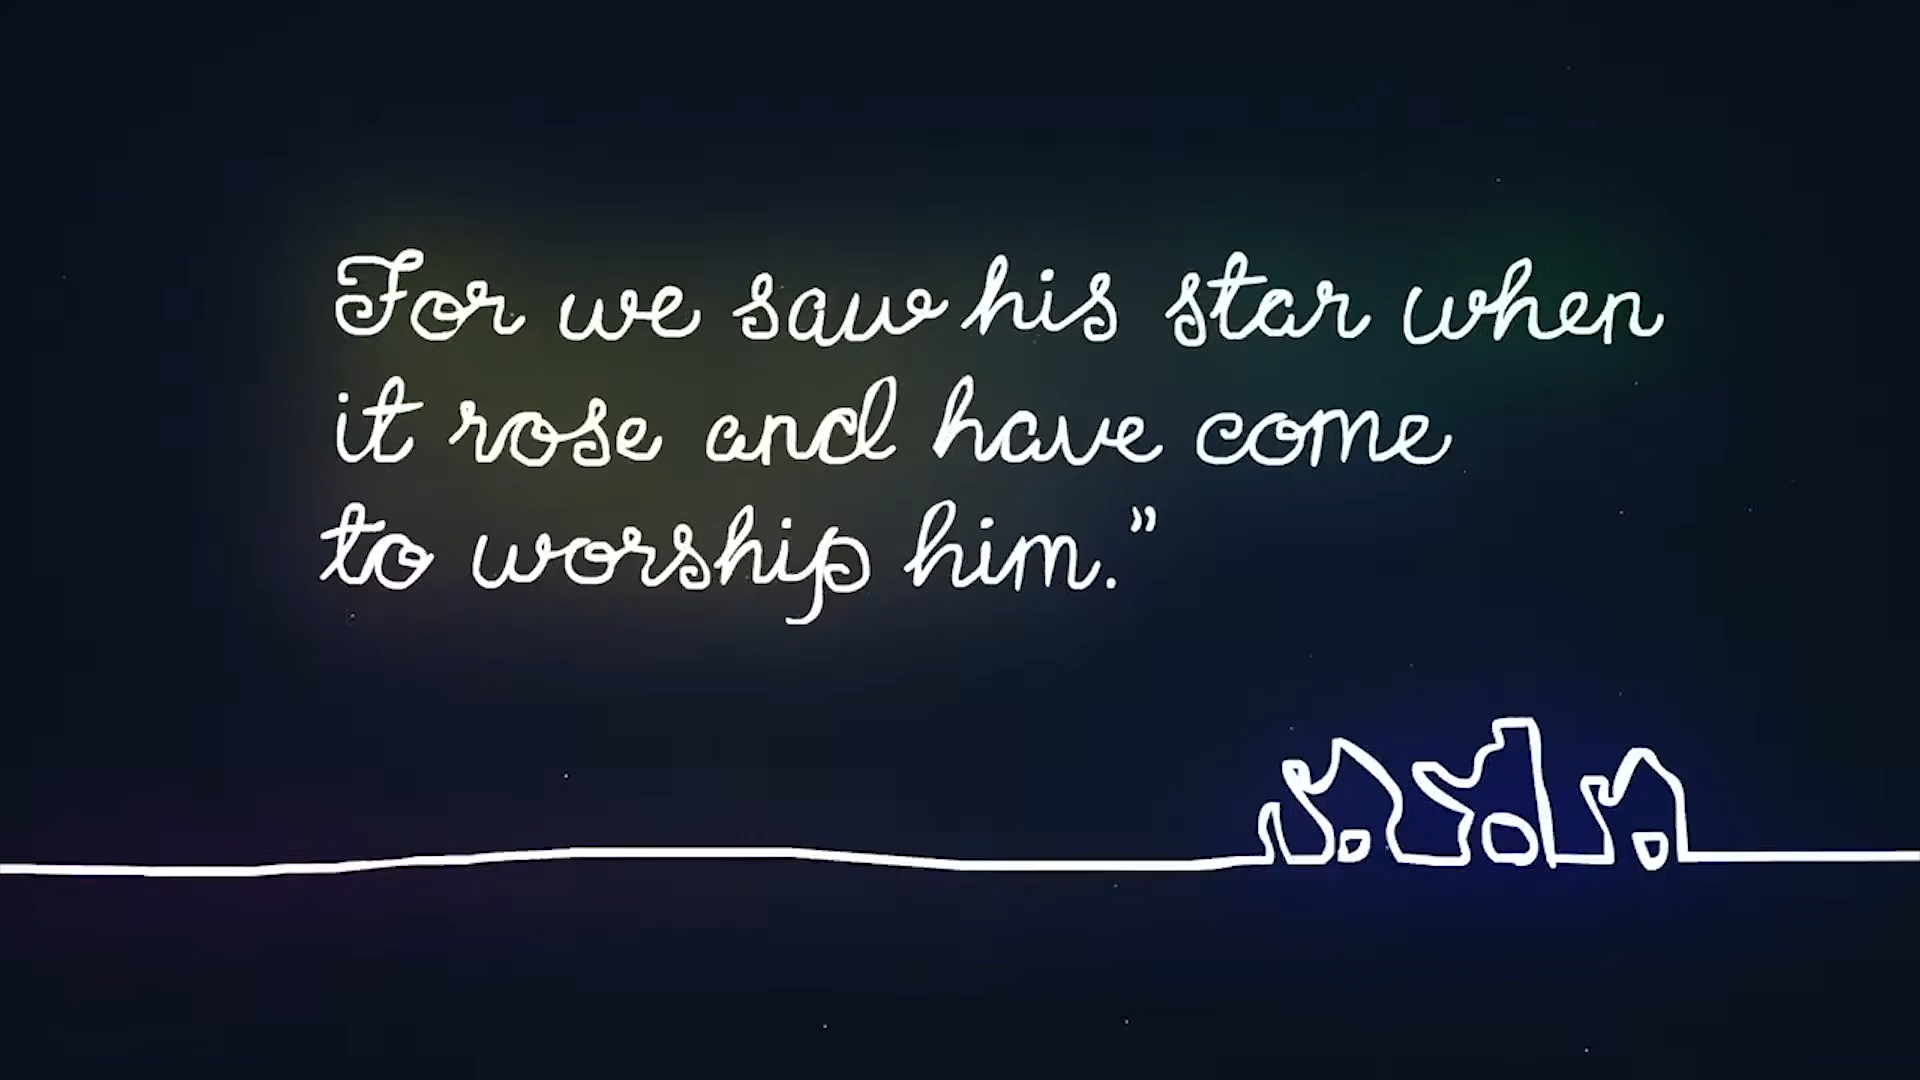 For we saw his star when
it rose and have come
to worship him.”